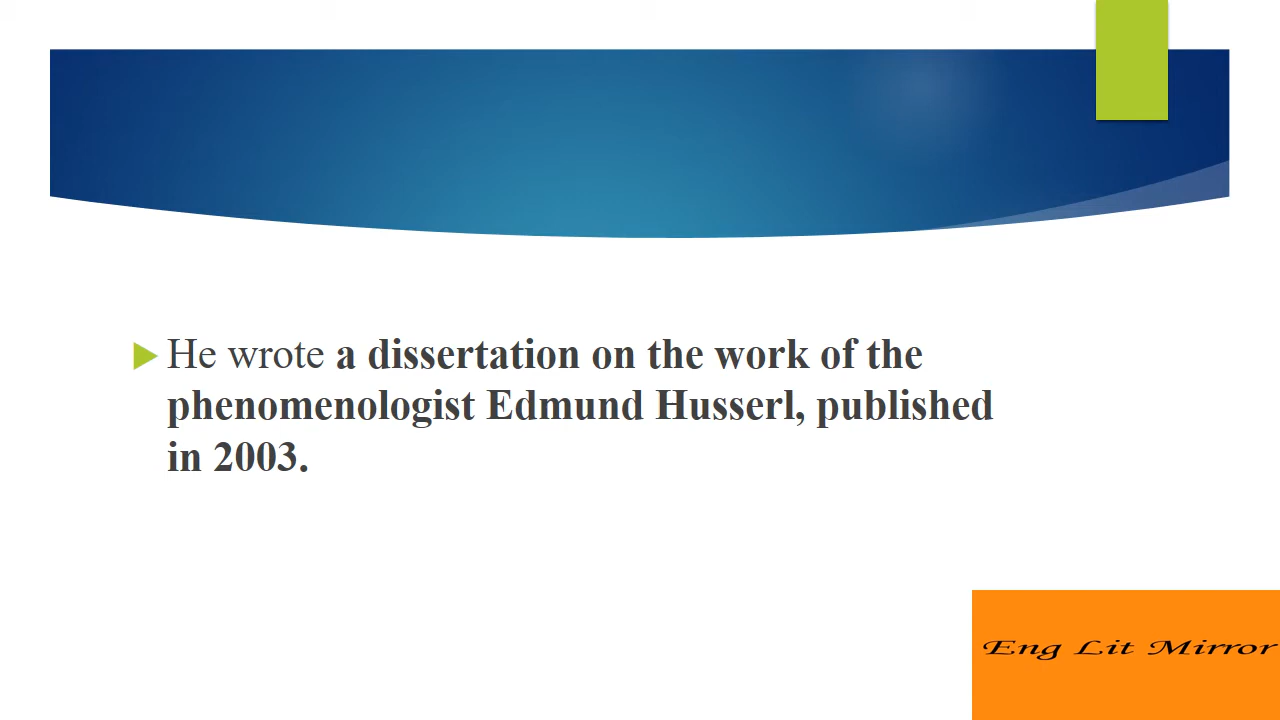 He wrote a dissertation on the work of the
phenomenologist Edmund Husserl, published
in 2003.
Eng Lit Mirror